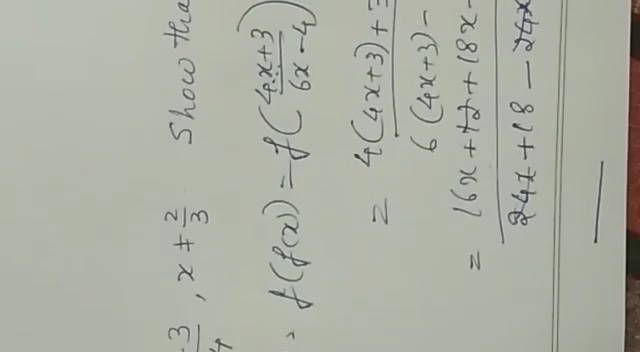 3/4 , x ≠ 2/3 Show tha
= f(f(x)) = f((4x+3)/(6x-4))
= 4(4x+3)+3
6(4x+3)-
= 16x+12+18x-
24x+18-24x